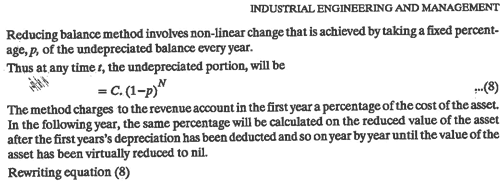 INDUSTRIAL ENGINEERING AND MANAGEMENT
Reducing balance method involves non-linear change that is achieved by taking a fixed percent-
age, p, of the undepreciated balance every year.
Thus at any time t, the undepreciated portion, will be
= C. (1-p)^N ...(8)
The method charges to the revenue account in the first year a percentage of the cost of the asset.
In the following year, the same percentage will be calculated on the reduced value of the asset
after the first years's depreciation has been deducted and so on year by year until the value of the
asset has been virtually reduced to nil.
Rewriting equation (8)